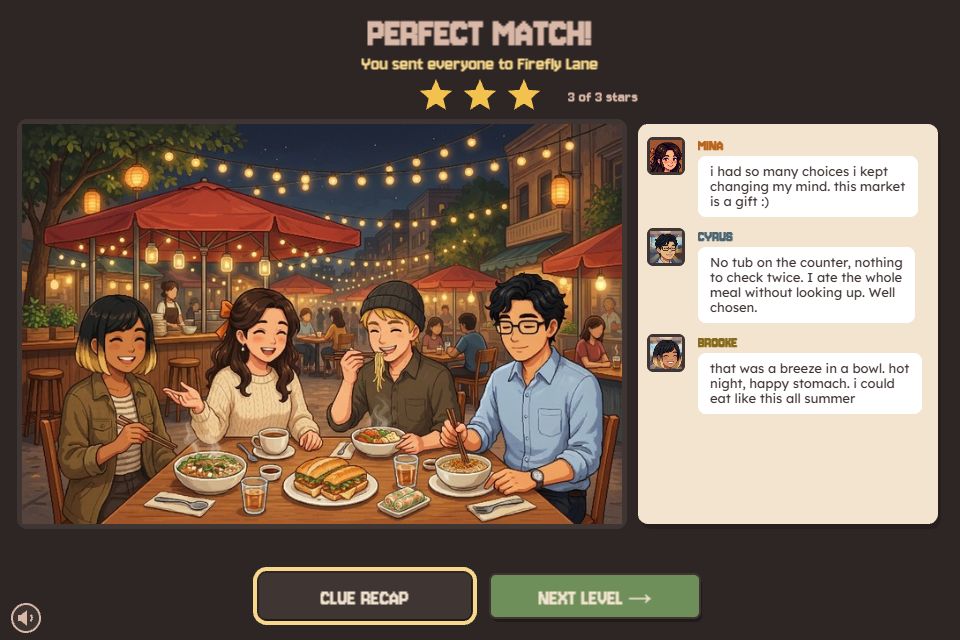 PERFECT MATCH!
You sent everyone to Firefly Lane
3 of 3 stars
MINA
i had so many choices i kept
changing my mind. this market
is a gift :)
CYRUS
No tub on the counter, nothing
to check twice. I ate the whole
meal without looking up. Well
chosen.
BROOKE
that was a breeze in a bowl. hot
night, happy stomach. i could
eat like this all summer
CLUE RECAP
NEXT LEVEL →